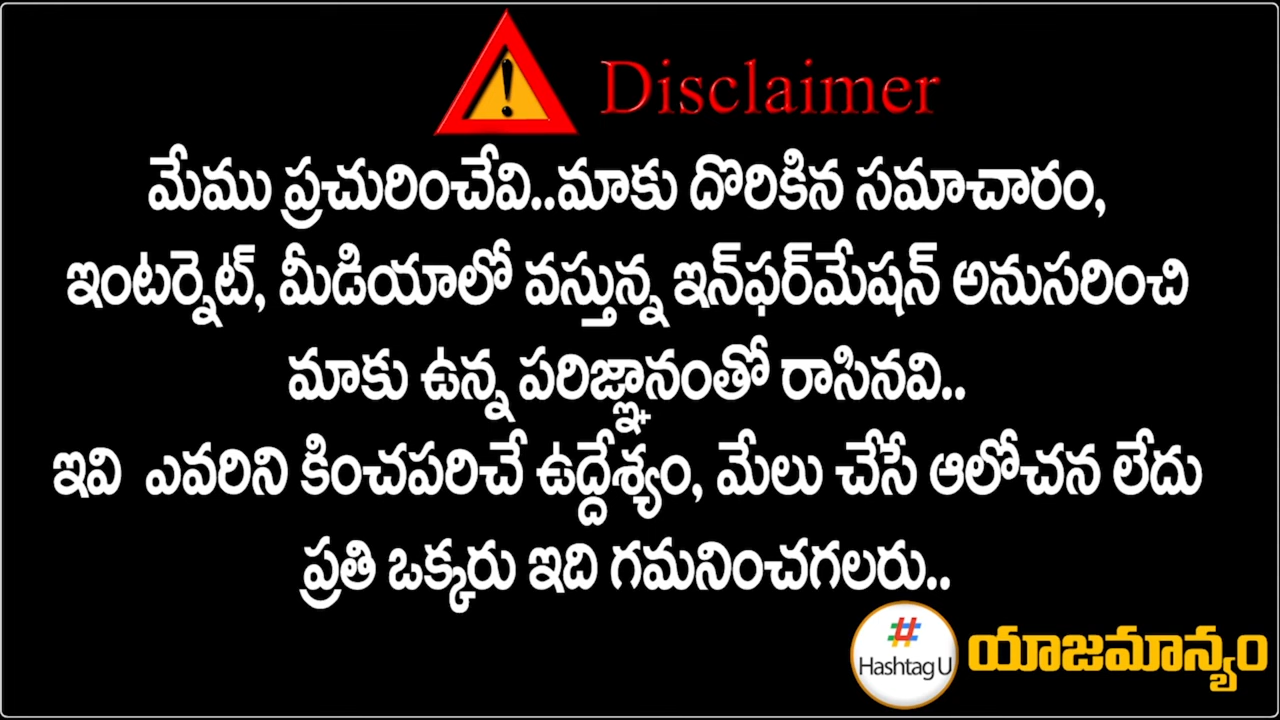 Disclaimer
మేము ప్రచురించేవి..మాకు దొరికిన సమాచారం,
ఇంటర్నెట్, మీడియాలో వస్తున్న ఇన్‌ఫర్‌మేషన్ అనుసరించి
మాకు ఉన్న పరిజ్ఞానంతో రాసినవి..
ఇవి ఎవరిని కించపరిచే ఉద్దేశ్యం, మేలు చేసే ఆలోచన లేదు
ప్రతి ఒక్కరు ఇది గమనించగలరు..
# Hashtag U యాజమాన్యం